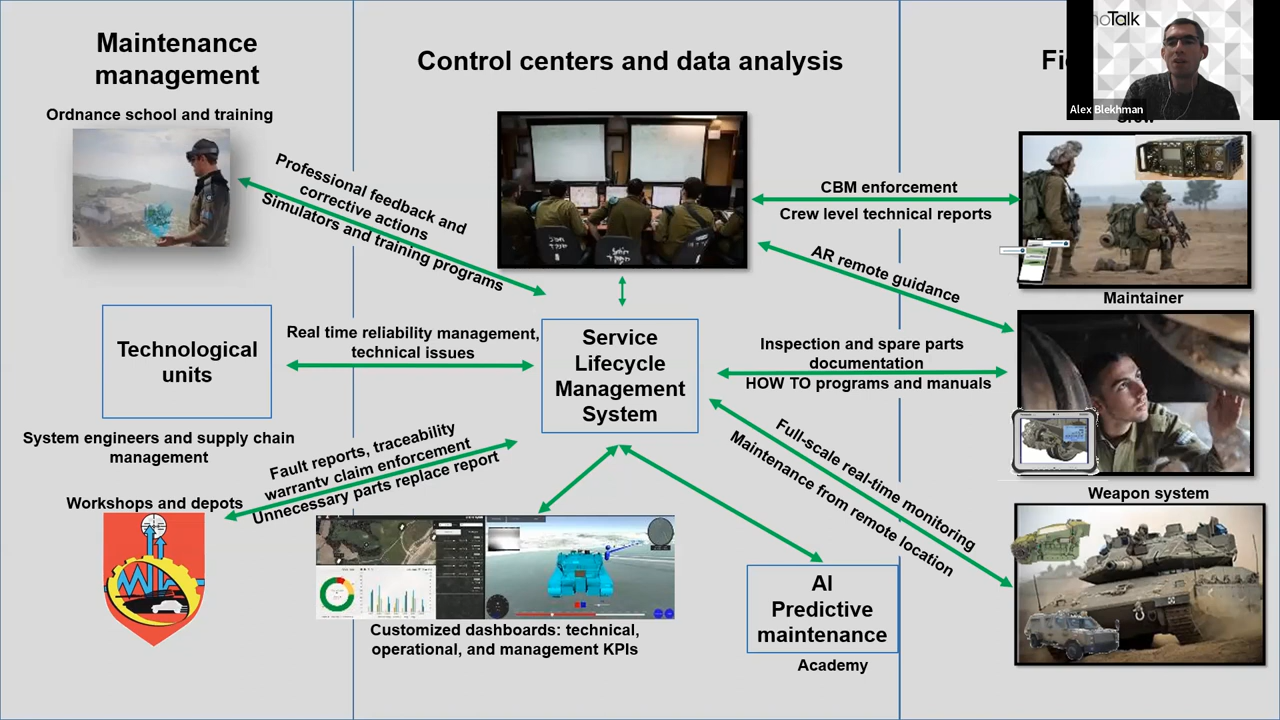 Maintenance
management
Ordnance school and training
Professional feedback and
corrective actions
Simulators and training programs
Technological
units
Real time reliability management,
technical issues
System engineers and supply chain
management
Fault reports, traceability
warranty claim enforcement
Unnecessary parts replace report
Workshops and depots
Control centers and data analysis
Service
Lifecycle
Management
System
Customized dashboards: technical,
operational, and management KPIs
AI
Predictive
maintenance
Academy
CBM enforcement
Crew level technical reports
AR remote guidance
Inspection and spare parts
documentation
HOW TO programs and manuals
Full-scale real-time monitoring
Maintenance from remote location
noTalk
Alex Blekhman
Maintainer
Weapon system